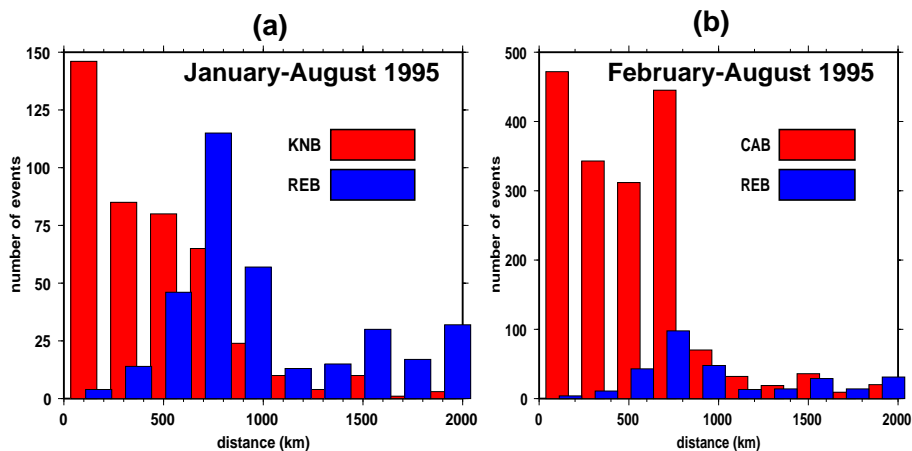 (a)
January-August 1995
KNB
REB
150
125
100
75
50
25
0
number of events
0 500 1000 1500 2000
distance (km)
(b)
February-August 1995
CAB
REB
500
400
300
200
100
0
number of events
0 500 1000 1500 2000
distance (km)